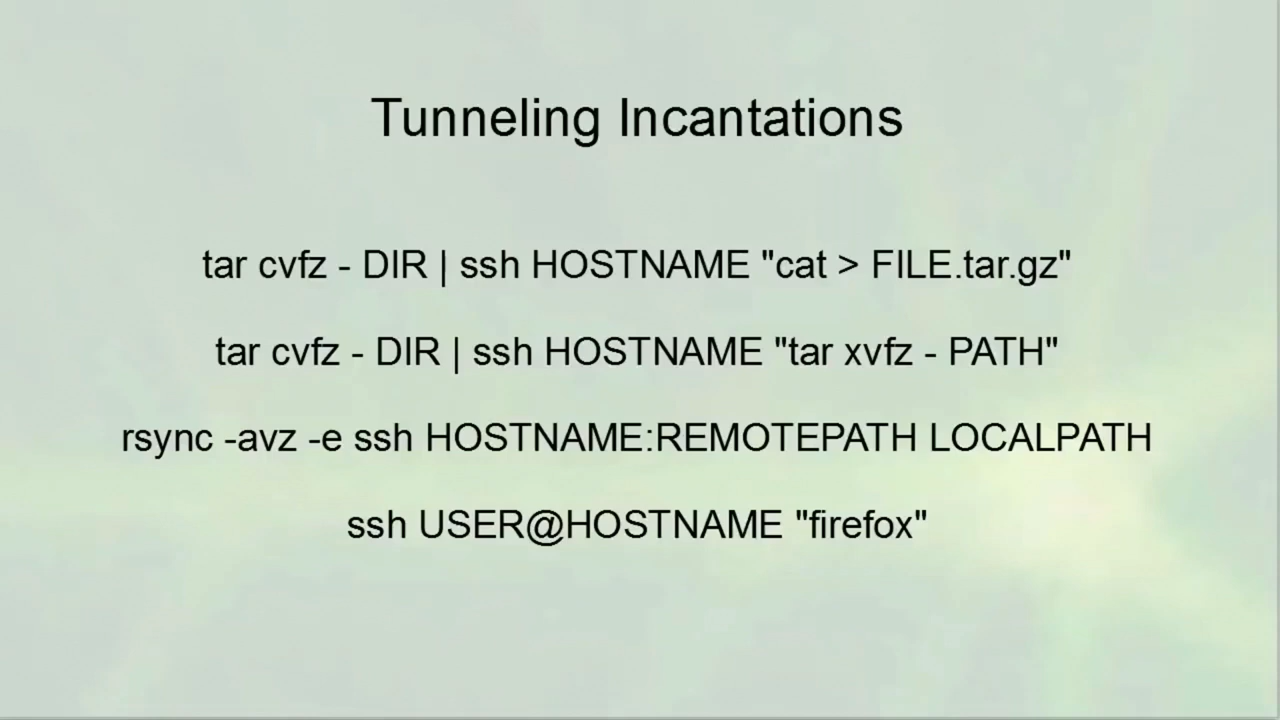 Tunneling Incantations
tar cvfz - DIR | ssh HOSTNAME "cat > FILE.tar.gz"
tar cvfz - DIR | ssh HOSTNAME "tar xvfz - PATH"
rsync -avz -e ssh HOSTNAME:REMOTEPATH LOCALPATH
ssh USER@HOSTNAME "firefox"